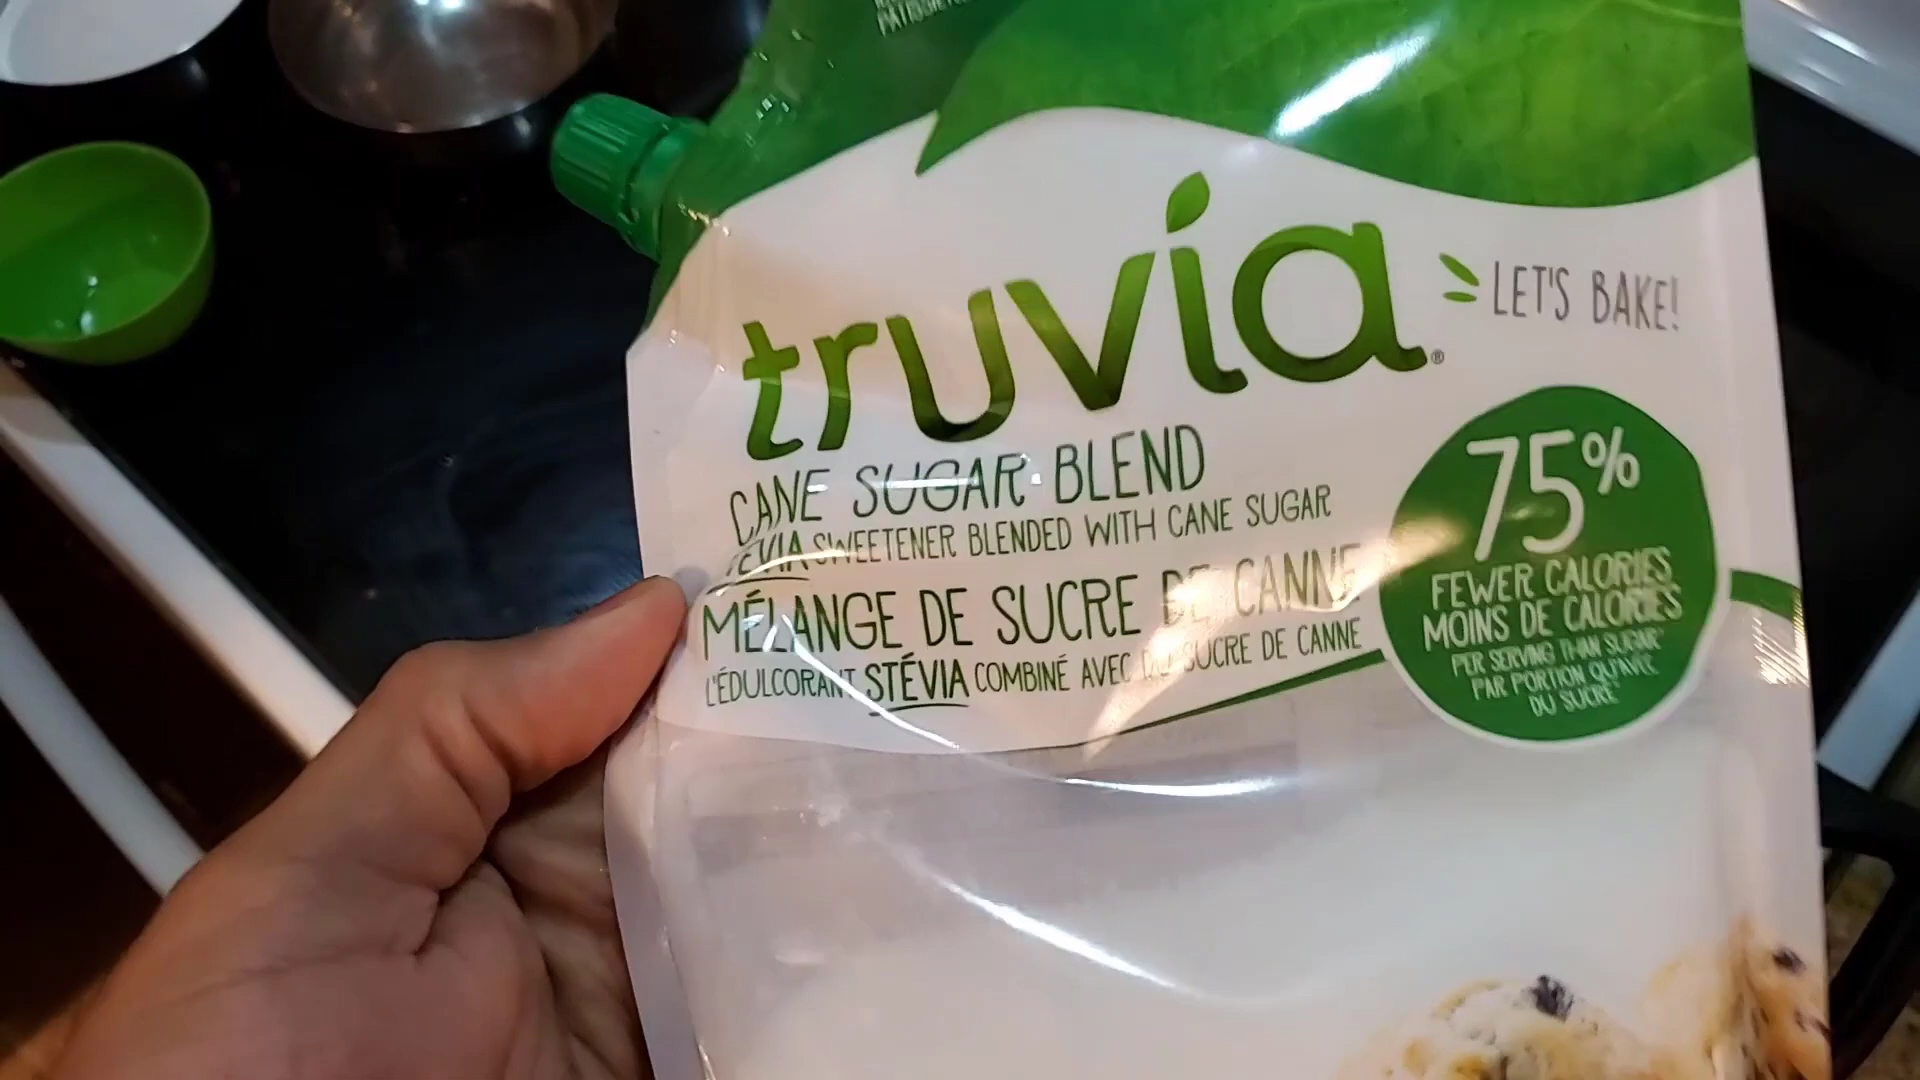 truvia®
LET'S BAKE!
CANE SUGAR BLEND
SWEETENER BLENDED WITH CANE SUGAR
MÉLANGE DE SUCRE DE CANNE
L'ÉDULCORANT STÉVIA COMBINÉ AVEC DU SUCRE DE CANNE
75%
FEWER CALORIES
MOINS DE CALORIES
PER SERVING THAN SUGAR*
PAR PORTION QU'AVEC
DU SUCRE*